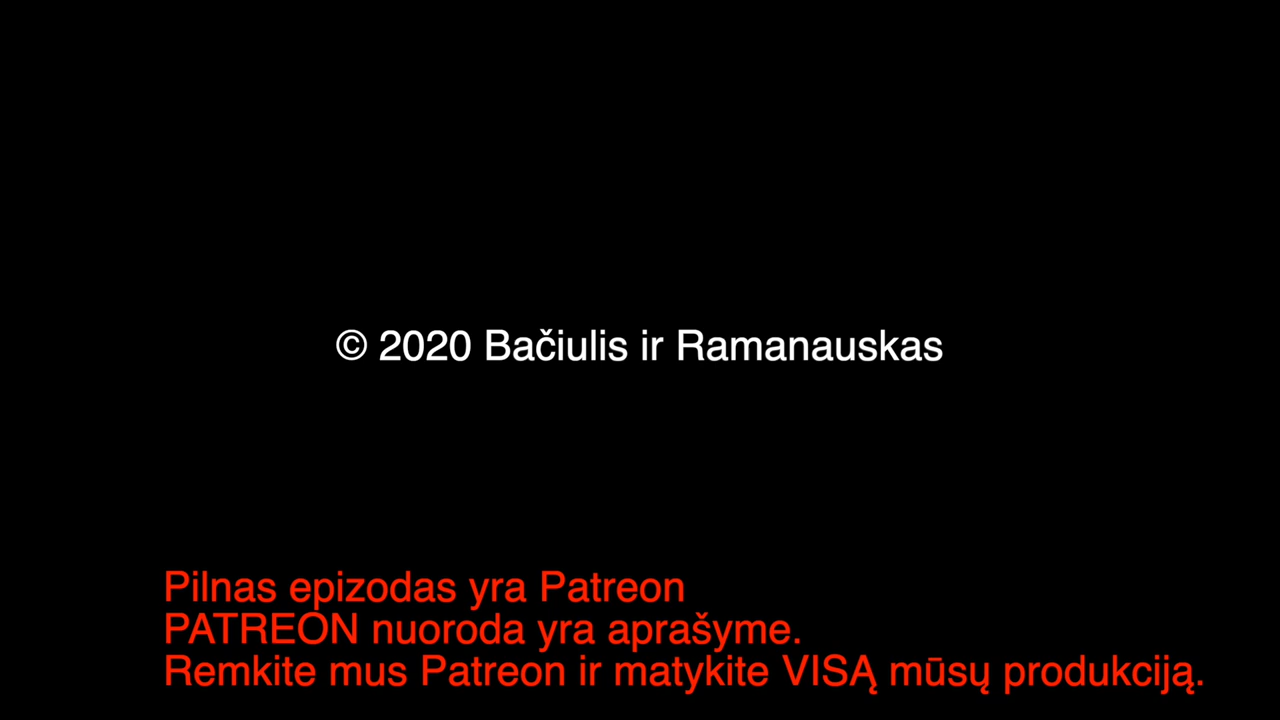 © 2020 Bačiulis ir Ramanauskas
Pilnas epizodas yra Patreon
PATREON nuoroda yra aprašyme.
Remkite mus Patreon ir matykite VISĄ mūsų produkciją.